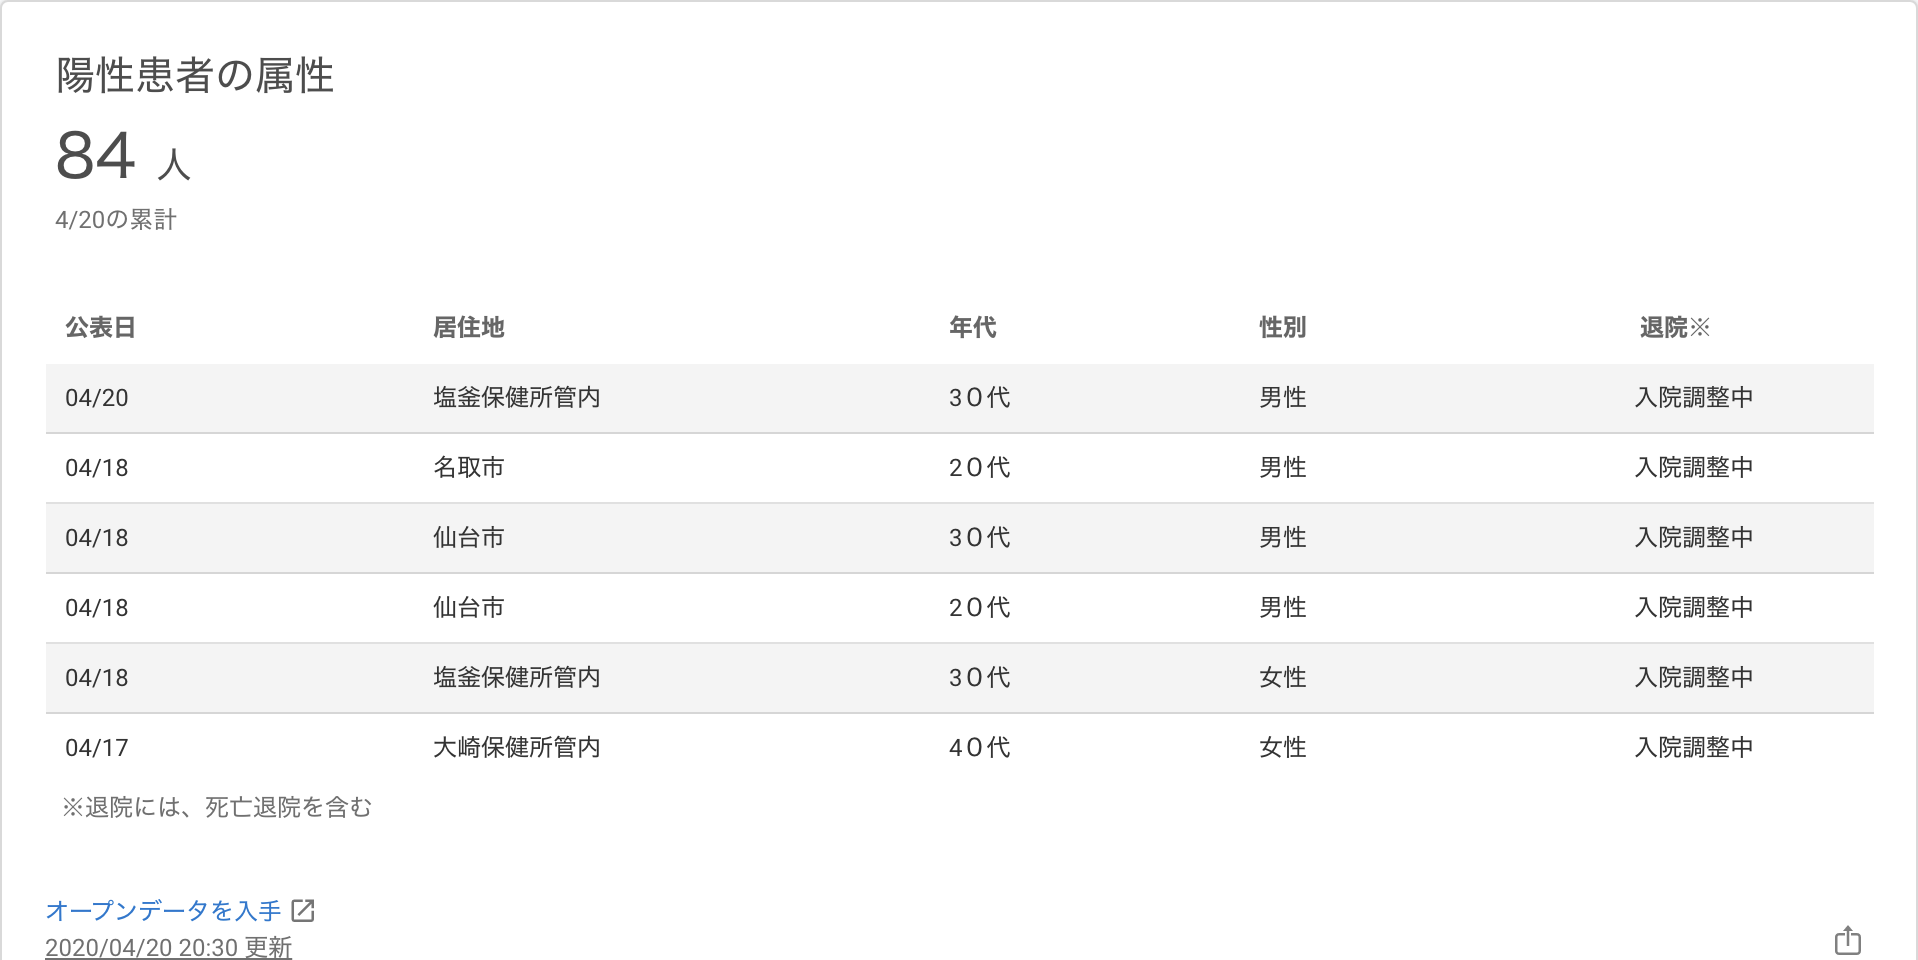 陽性患者の属性
84 人
4/20の累計
公表日 居住地 年代 性別 退院※
04/20 塩釜保健所管内 3０代 男性 入院調整中
04/18 名取市 2０代 男性 入院調整中
04/18 仙台市 3０代 男性 入院調整中
04/18 仙台市 2０代 男性 入院調整中
04/18 塩釜保健所管内 3０代 女性 入院調整中
04/17 大崎保健所管内 4０代 女性 入院調整中
※退院には、死亡退院を含む
オープンデータを入手
2020/04/20 20:30 更新